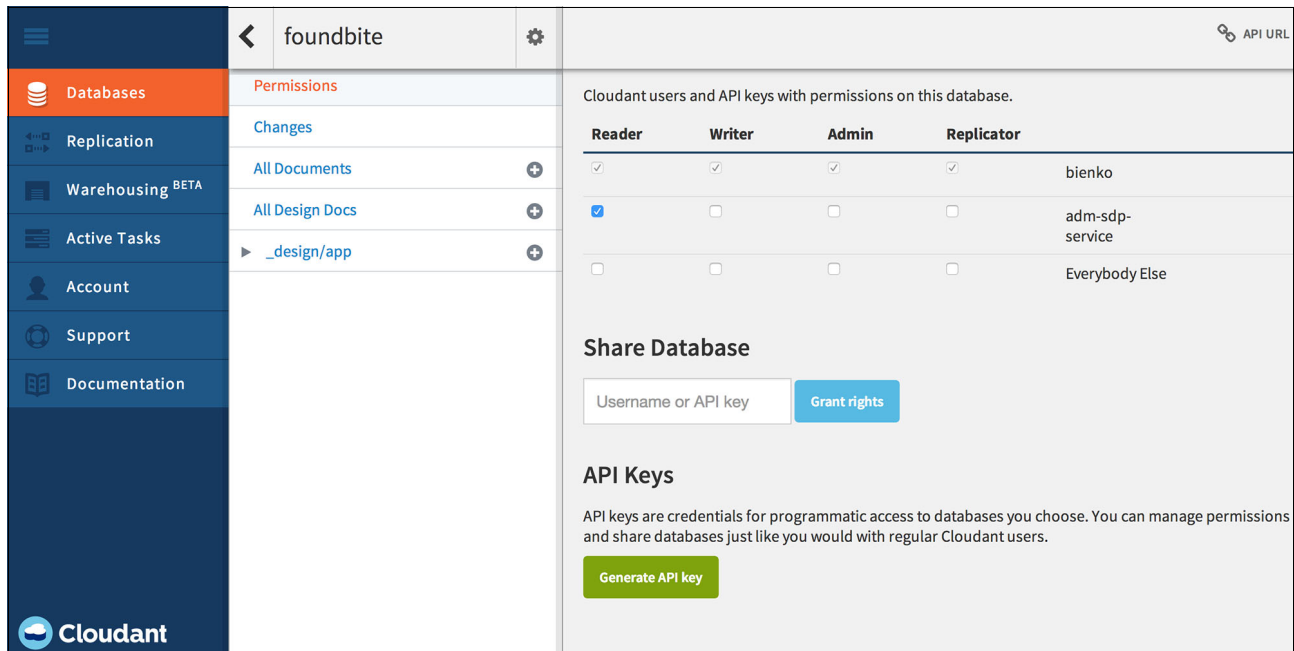 foundbite
API URL
Databases
Replication
Warehousing BETA
Active Tasks
Account
Support
Documentation
Cloudant
Permissions
Changes
All Documents
All Design Docs
_design/app
Cloudant users and API keys with permissions on this database.
Reader Writer Admin Replicator
bienko
adm-sdp-
service
Everybody Else
Share Database
Username or API key Grant rights
API Keys
API keys are credentials for programmatic access to databases you choose. You can manage permissions
and share databases just like you would with regular Cloudant users.
Generate API key